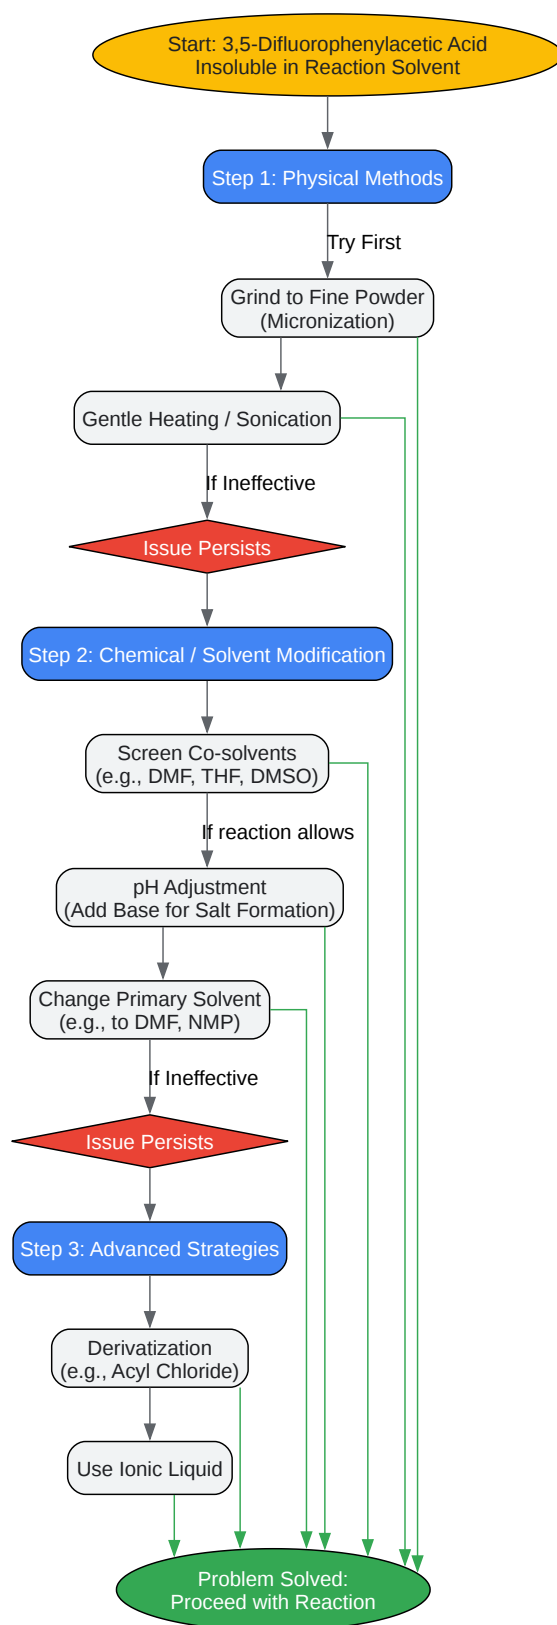 Start: 3,5-Difluorophenylacetic Acid
Insoluble in Reaction Solvent
Step 1: Physical Methods
Try First
Grind to Fine Powder
(Micronization)
Gentle Heating / Sonication
If Ineffective
Issue Persists
Step 2: Chemical / Solvent Modification
Screen Co-solvents
(e.g., DMF, THF, DMSO)
If reaction allows
pH Adjustment
(Add Base for Salt Formation)
Change Primary Solvent
(e.g., to DMF, NMP)
If Ineffective
Issue Persists
Step 3: Advanced Strategies
Derivatization
(e.g., Acyl Chloride)
Use Ionic Liquid
Problem Solved:
Proceed with Reaction